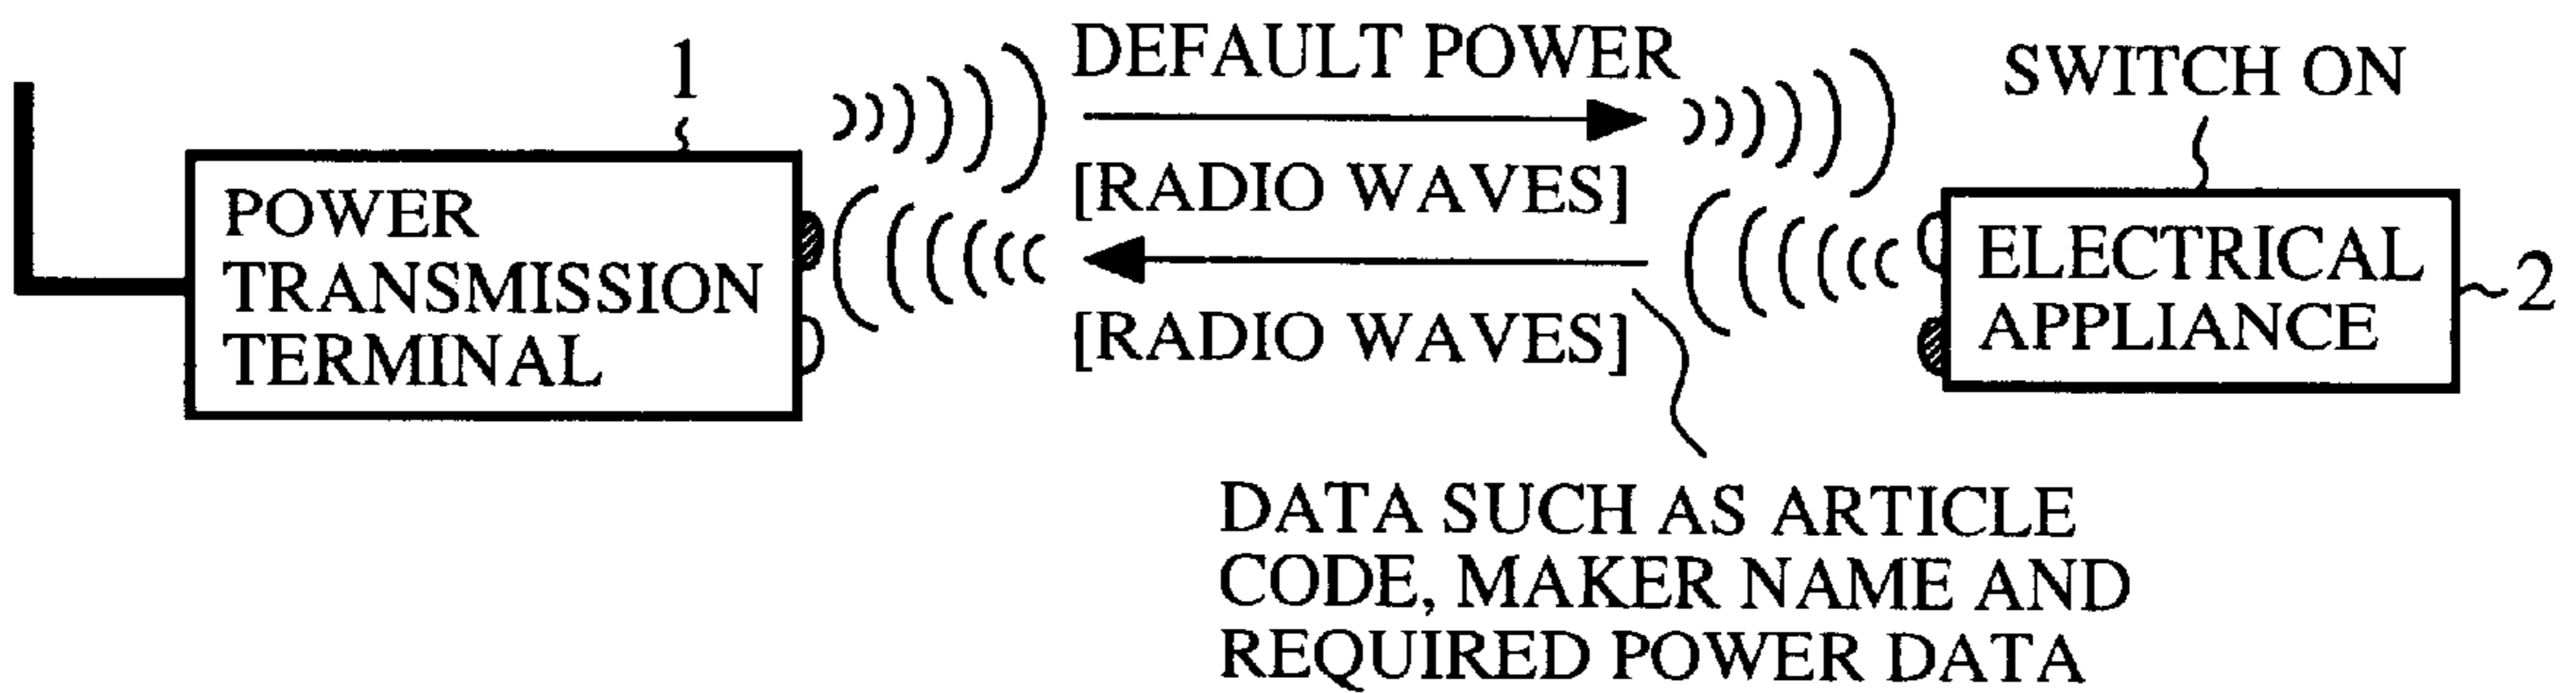 1
DEFAULT POWER
SWITCH ON
[RADIO WAVES]
POWER
TRANSMISSION
TERMINAL
ELECTRICAL
APPLIANCE
2
[RADIO WAVES]
DATA SUCH AS ARTICLE
CODE, MAKER NAME AND
REQUIRED POWER DATA